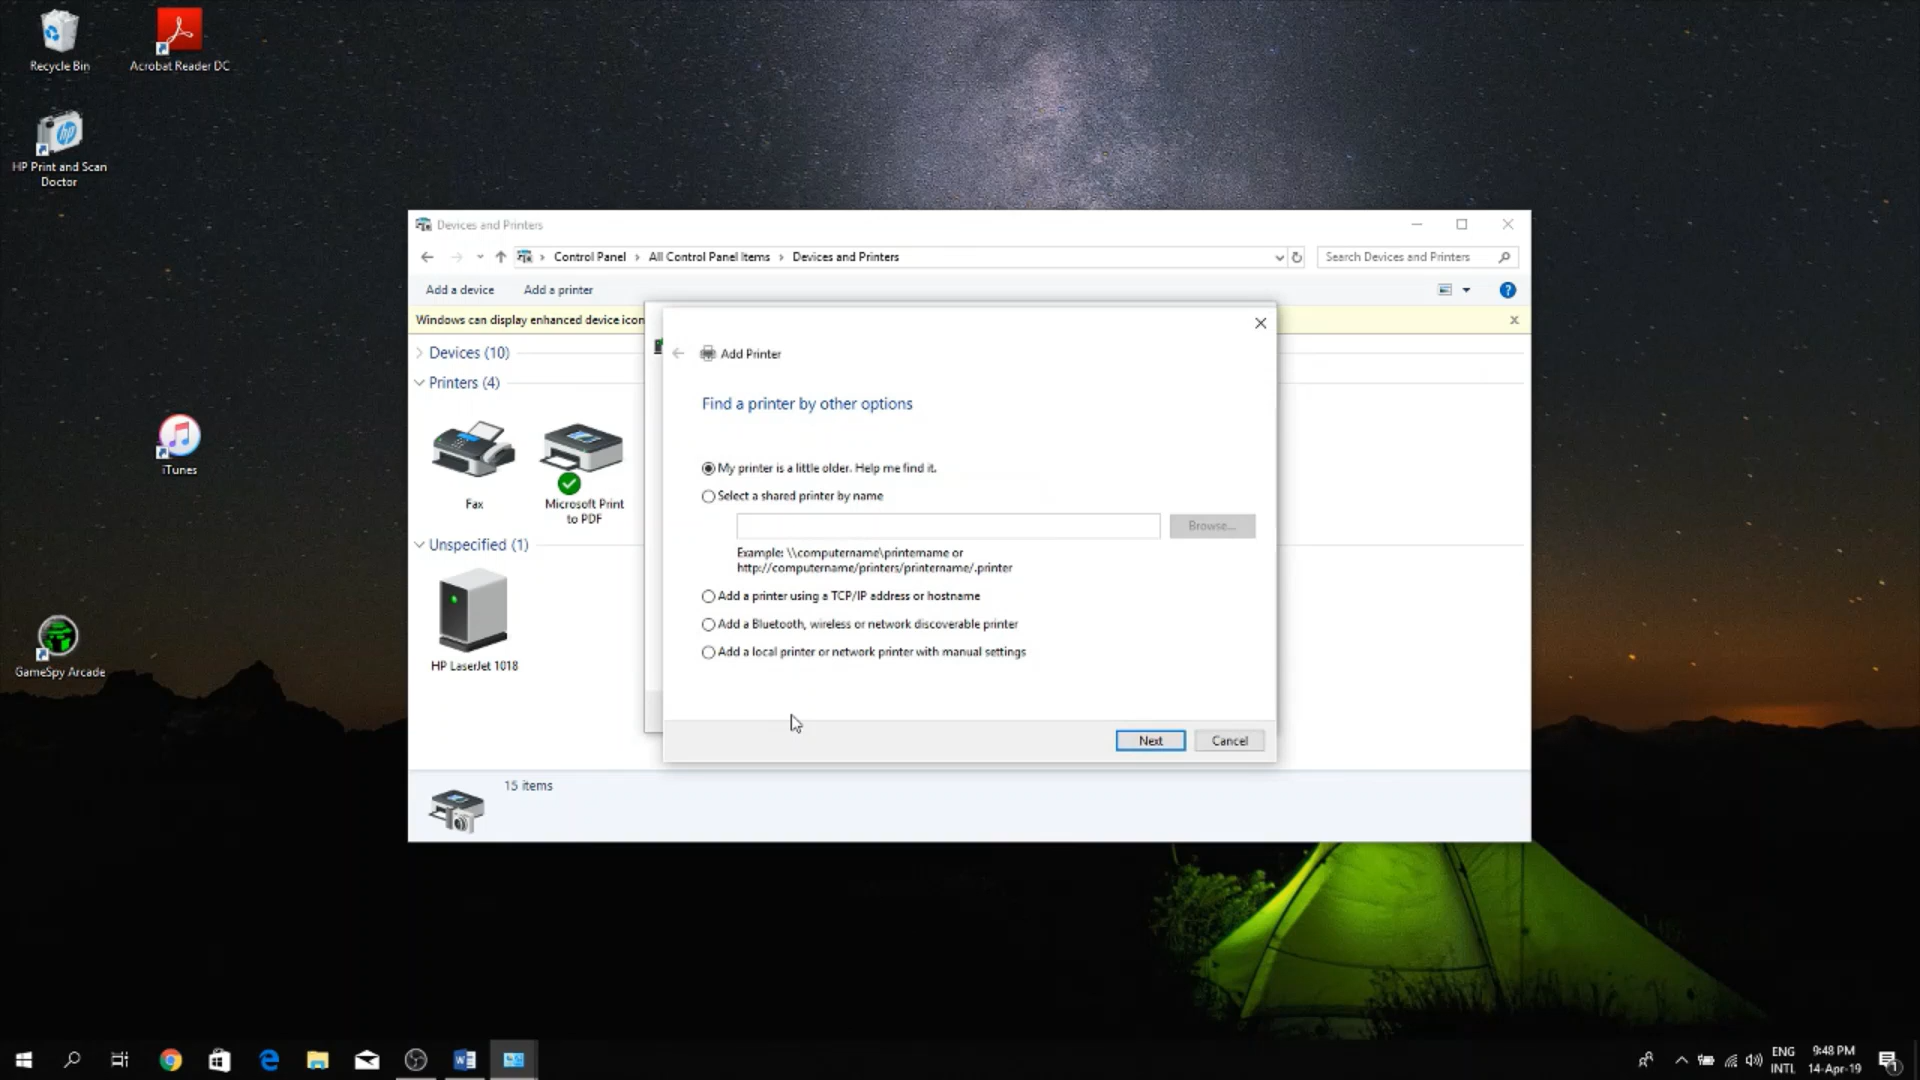 Recycle Bin
Acrobat Reader DC
HP Print and Scan
Doctor
iTunes
GameSpy Arcade
Devices and Printers
Control Panel
All Control Panel Items
Devices and Printers
Search Devices and Printers
Add a device
Add a printer
Windows can display enhanced device icon
Devices (10)
Printers (4)
Fax
Microsoft Print
to PDF
Unspecified (1)
HP LaserJet 1018
15 items
Add Printer
Find a printer by other options
My printer is a little older. Help me find it.
Select a shared printer by name
Browse...
Example: \\computername\printername or
http://computername/printers/printername/.printer
Add a printer using a TCP/IP address or hostname
Add a Bluetooth, wireless or network discoverable printer
Add a local printer or network printer with manual settings
Next
Cancel
ENG
INTL
9:48 PM
14-Apr-19
1